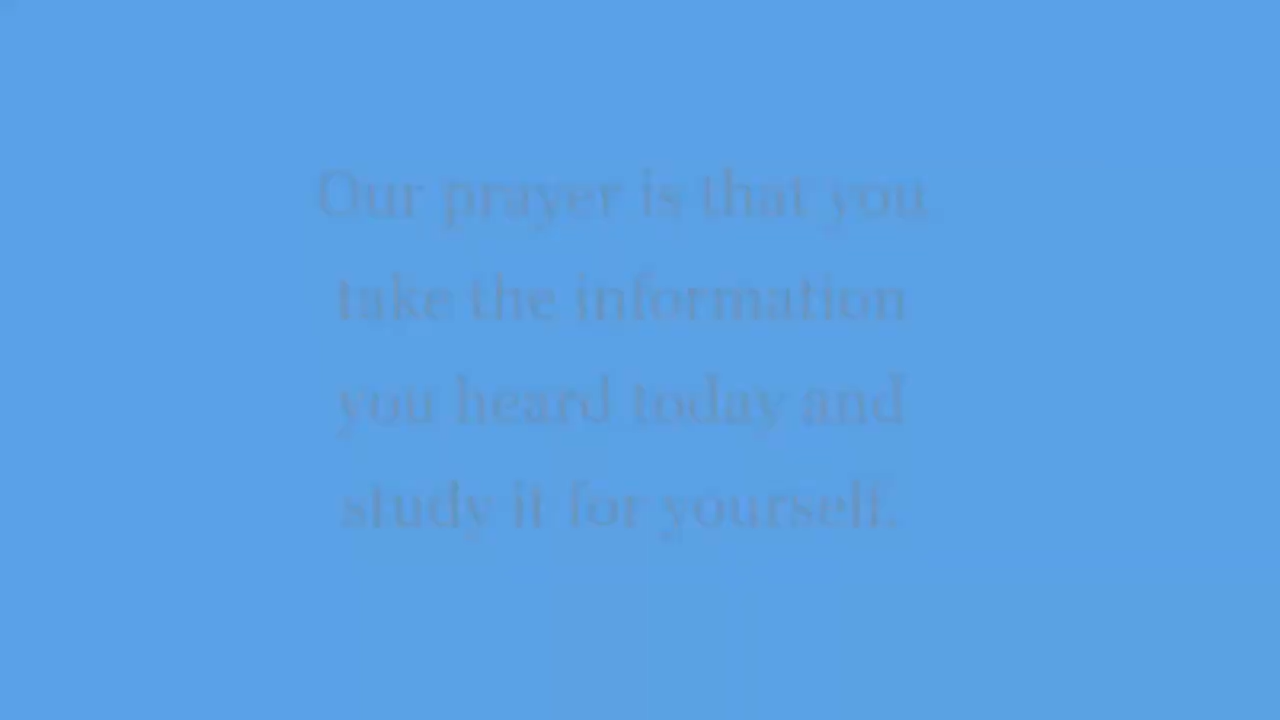 Our prayer is that you
take the information
you heard today and
study it for yourself.